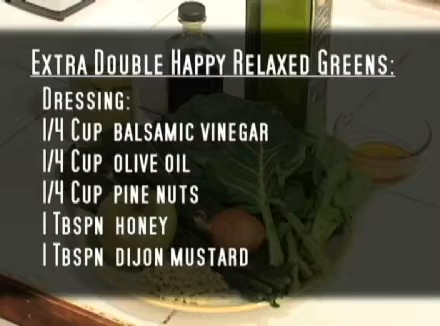 Extra Double Happy Relaxed Greens:
Dressing:
1/4 Cup balsamic vinegar
1/4 Cup olive oil
1/4 Cup pine nuts
1 Tbspn honey
1 Tbspn dijon mustard